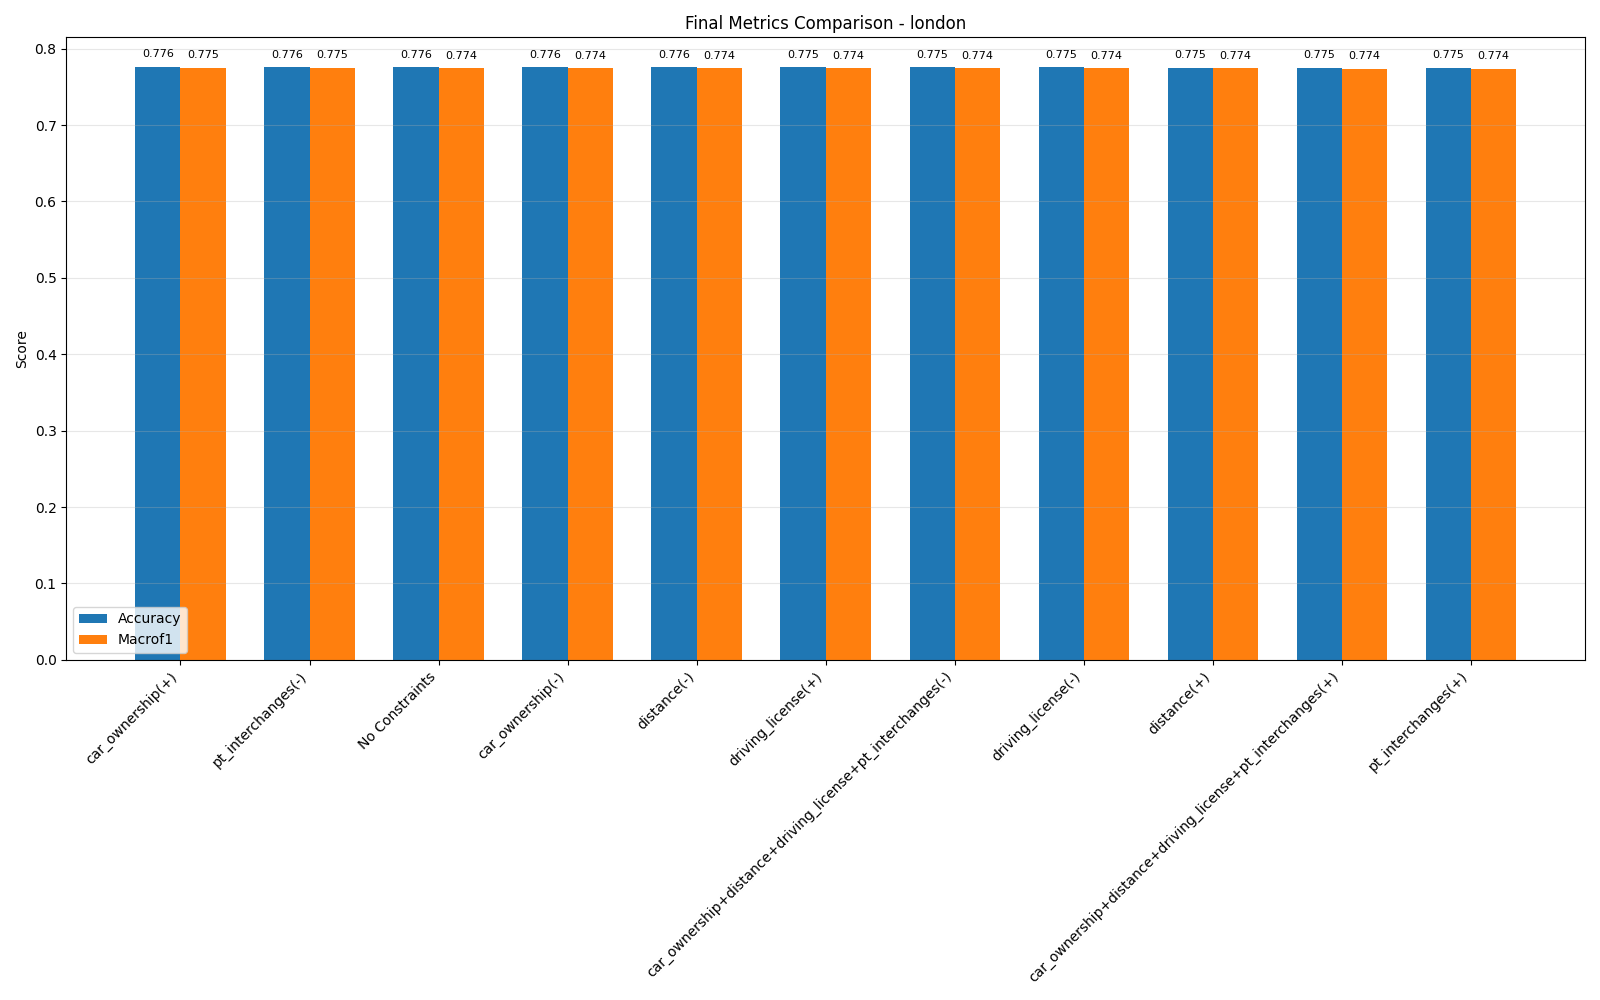 Final Metrics Comparison - london
0.776 0.775 0.776 0.775 0.776 0.774 0.776 0.774 0.776 0.774 0.775 0.774 0.775 0.774 0.775 0.774 0.775 0.774 0.775 0.774 0.775 0.774
Score
0.8
0.7
0.6
0.5
0.4
0.3
0.2
0.1
0.0
Accuracy
Macrof1
car_ownership(+)
pt_interchanges(-)
No Constraints
car_ownership(-)
distance(-)
driving_license(+)
car_ownership+distance+driving_license+pt_interchanges(-)
driving_license(-)
distance(+)
car_ownership+distance+driving_license+pt_interchanges(+)
pt_interchanges(+)